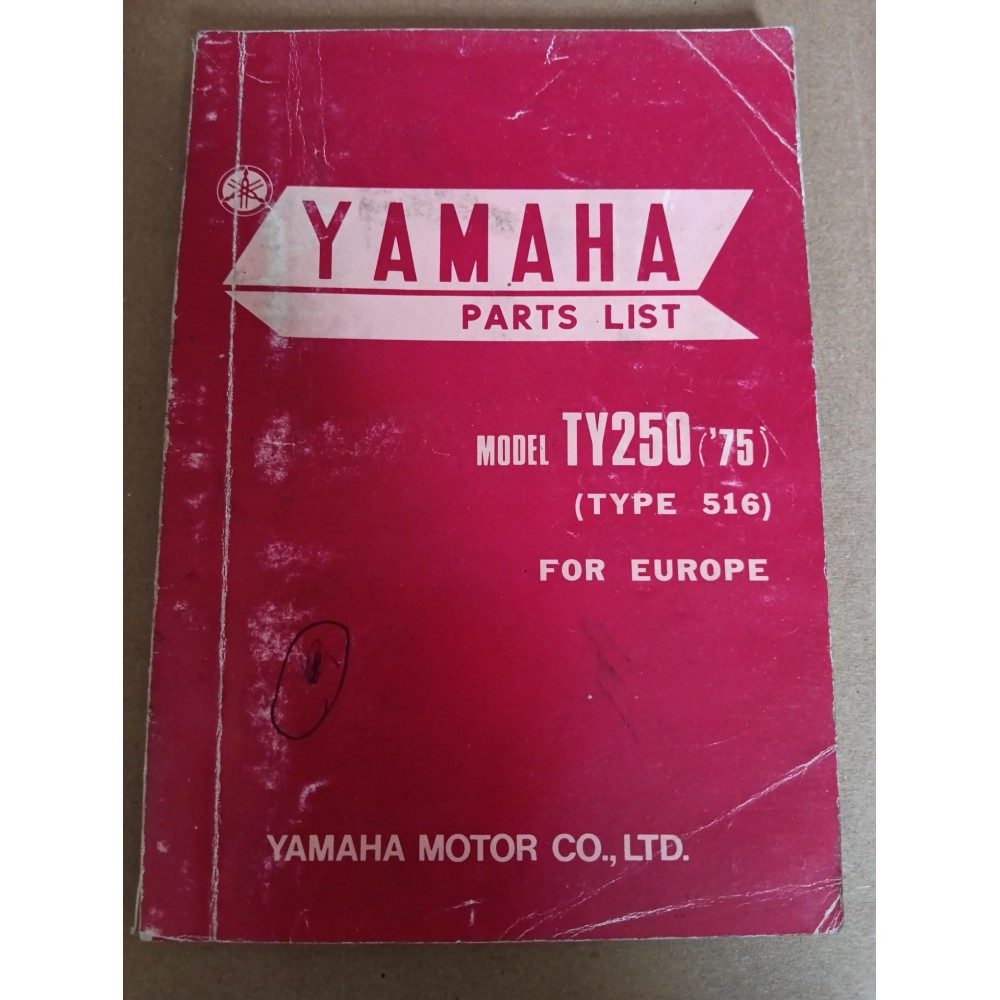 YAMAHA
PARTS LIST
MODEL TY250 ('75)
(TYPE 516)
FOR EUROPE
YAMAHA MOTOR CO., LTD.